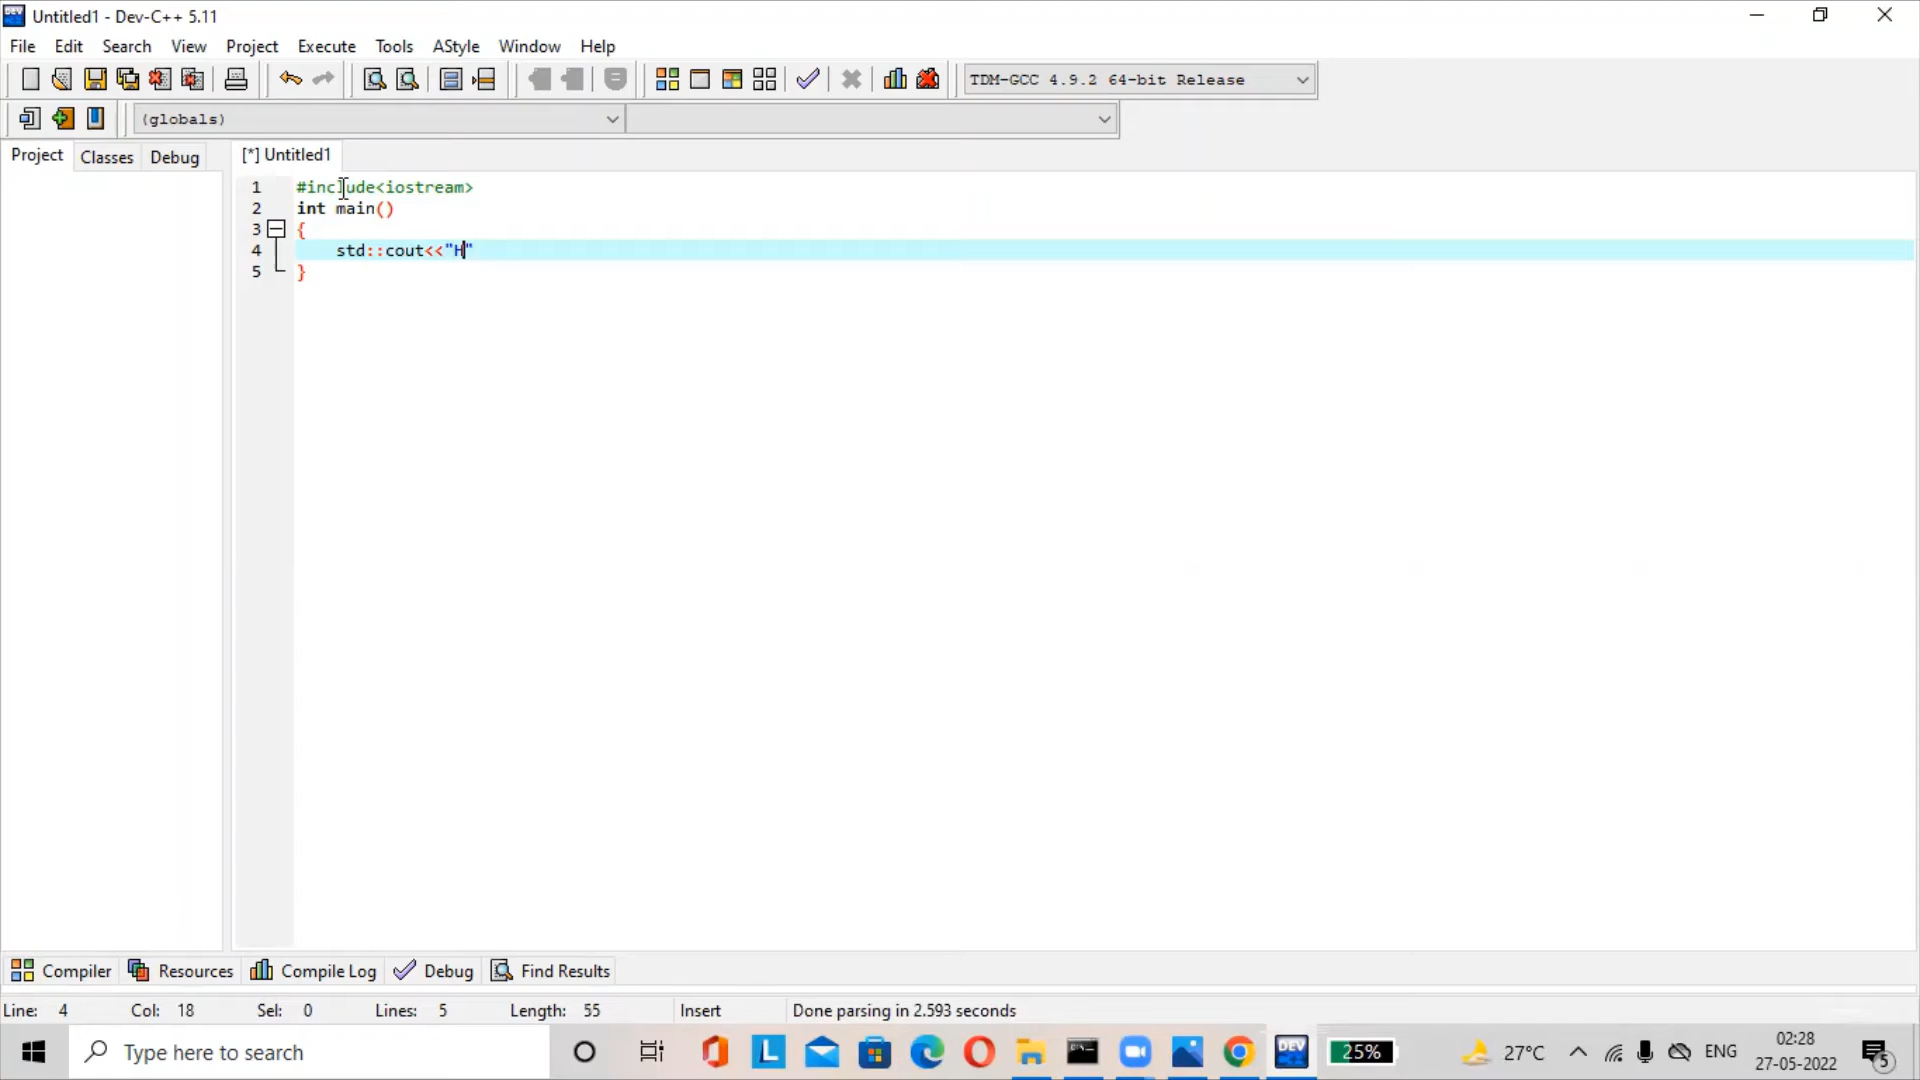 Untitled1 - Dev-C++ 5.11
File Edit Search View Project Execute Tools AStyle Window Help
TDM-GCC 4.9.2 64-bit Release
(globals)
Project Classes Debug [*] Untitled1
1 #include<iostream>
2 int main()
3 {
4 std::cout<<"H"
5 }
Compiler Resources Compile Log Debug Find Results
Line: 4 Col: 18 Sel: 0 Lines: 5 Length: 55 Insert Done parsing in 2.593 seconds
Type here to search 25% 27°C ENG 02:28
27-05-2022 5